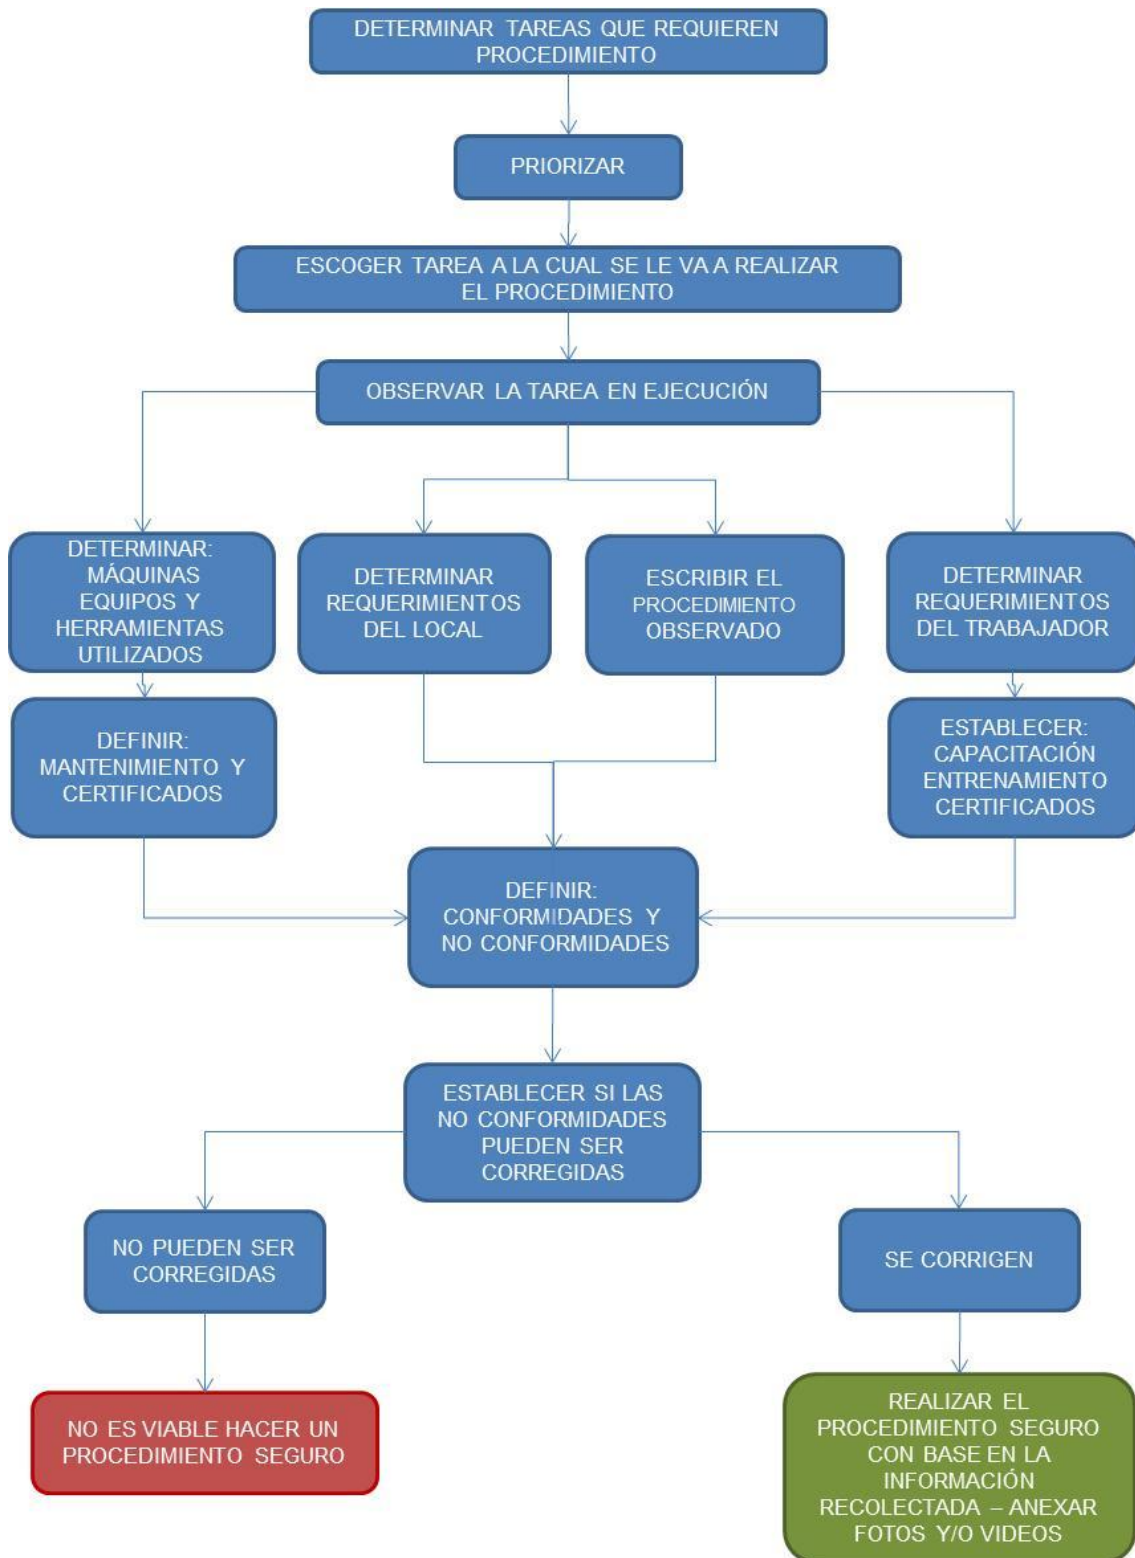 DETERMINAR TAREAS QUE REQUIEREN
PROCEDIMIENTO
PRIORIZAR
ESCOGER TAREA A LA CUAL SE LE VA A REALIZAR
EL PROCEDIMIENTO
OBSERVAR LA TAREA EN EJECUCIÓN
DETERMINAR:
MÁQUINAS
EQUIPOS Y
HERRAMIENTAS
UTILIZADOS
DETERMINAR
REQUERIMIENTOS
DEL LOCAL
ESCRIBIR EL
PROCEDIMIENTO
OBSERVADO
DETERMINAR
REQUERIMIENTOS
DEL TRABAJADOR
DEFINIR:
MANTENIMIENTO Y
CERTIFICADOS
ESTABLECER:
CAPACITACIÓN
ENTRENAMIENTO
CERTIFICADOS
DEFINIR:
CONFORMIDADES Y
NO CONFORMIDADES
ESTABLECER SI LAS
NO CONFORMIDADES
PUEDEN SER
CORREGIDAS
NO PUEDEN SER
CORREGIDAS
SE CORRIGEN
NO ES VIABLE HACER UN
PROCEDIMIENTO SEGURO
REALIZAR EL
PROCEDIMIENTO SEGURO
CON BASE EN LA
INFORMACIÓN
RECOLECTADA – ANEXAR
FOTOS Y/O VIDEOS